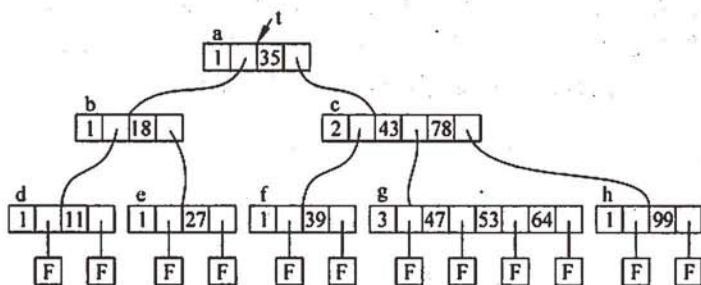 t
a
1 35
b c
1 18 2 43 78
d e f g h
1 11 1 27 1 39 3 47 53 64 1 99
F F F F F F F F F F F F